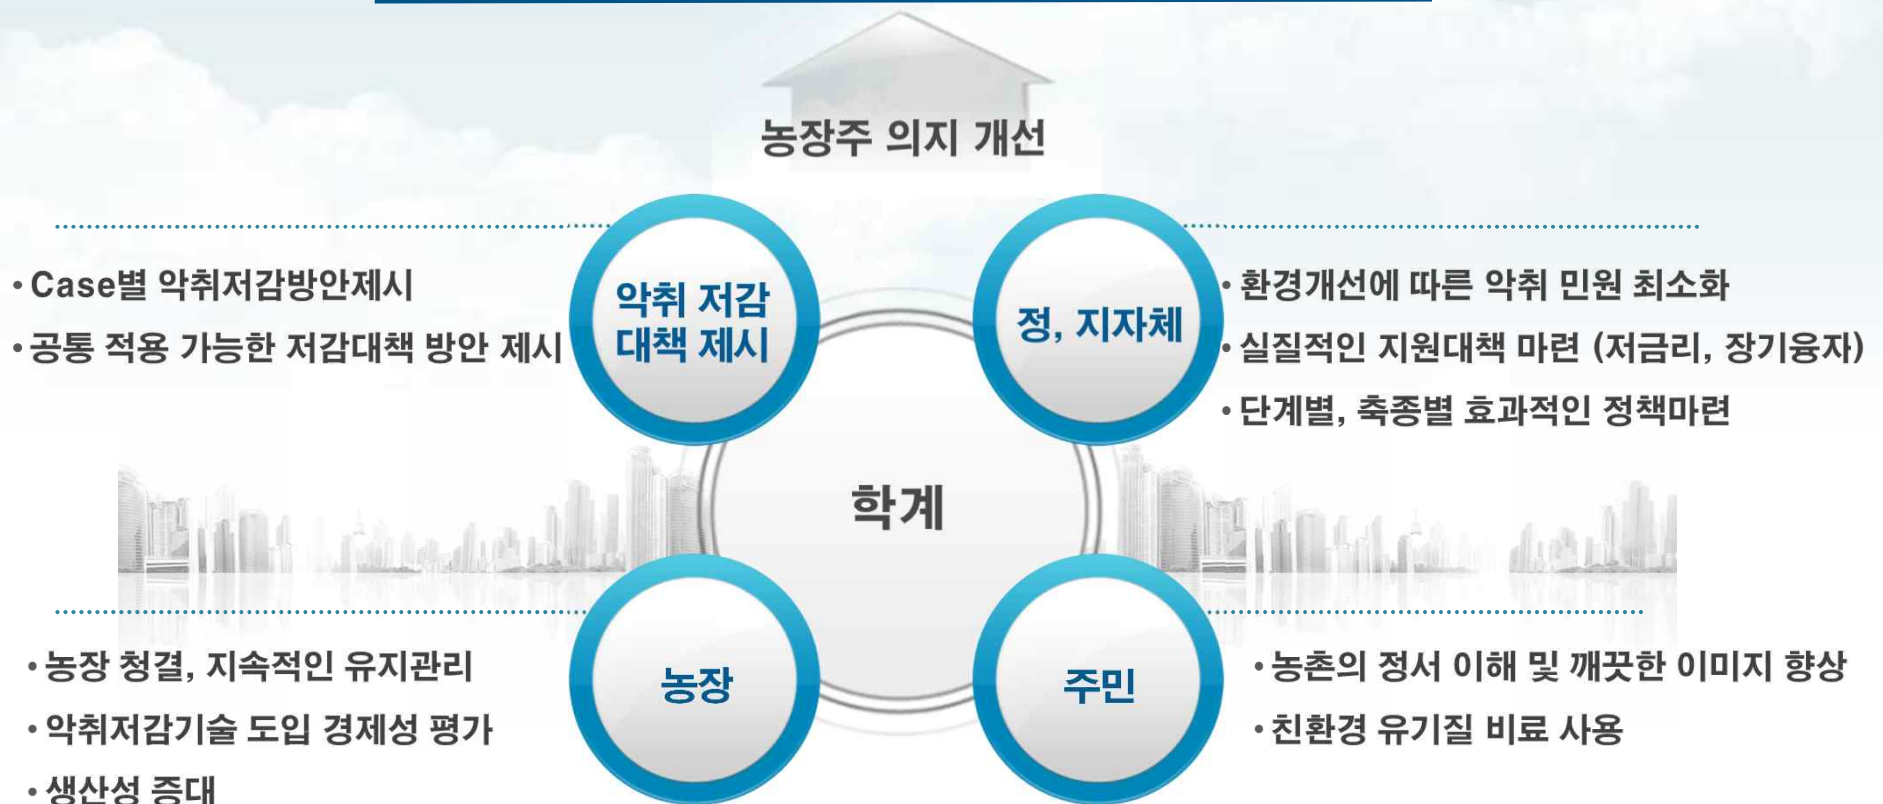 농장주 의지 개선
악취 저감
대책 제시
• Case별 악취저감방안제시
• 공통 적용 가능한 저감대책 방안 제시
정, 지자체
• 환경개선에 따른 악취 민원 최소화
• 실질적인 지원대책 마련 (저금리, 장기융자)
• 단계별, 축종별 효과적인 정책마련
학계
농장
• 농장 청결, 지속적인 유지관리
• 악취저감기술 도입 경제성 평가
• 생산성 증대
주민
• 농촌의 정서 이해 및 깨끗한 이미지 향상
• 친환경 유기질 비료 사용